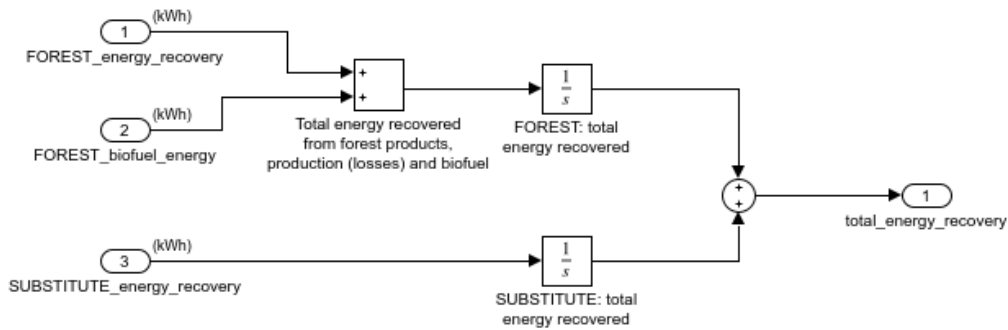 (kWh)
1
FOREST_energy_recovery
(kWh)
2
FOREST_biofuel_energy
+
+
Total energy recovered
from forest products,
production (losses) and biofuel
1
s
FOREST: total
energy recovered
+
+
1
total_energy_recovery
(kWh)
3
SUBSTITUTE_energy_recovery
1
s
SUBSTITUTE: total
energy recovered